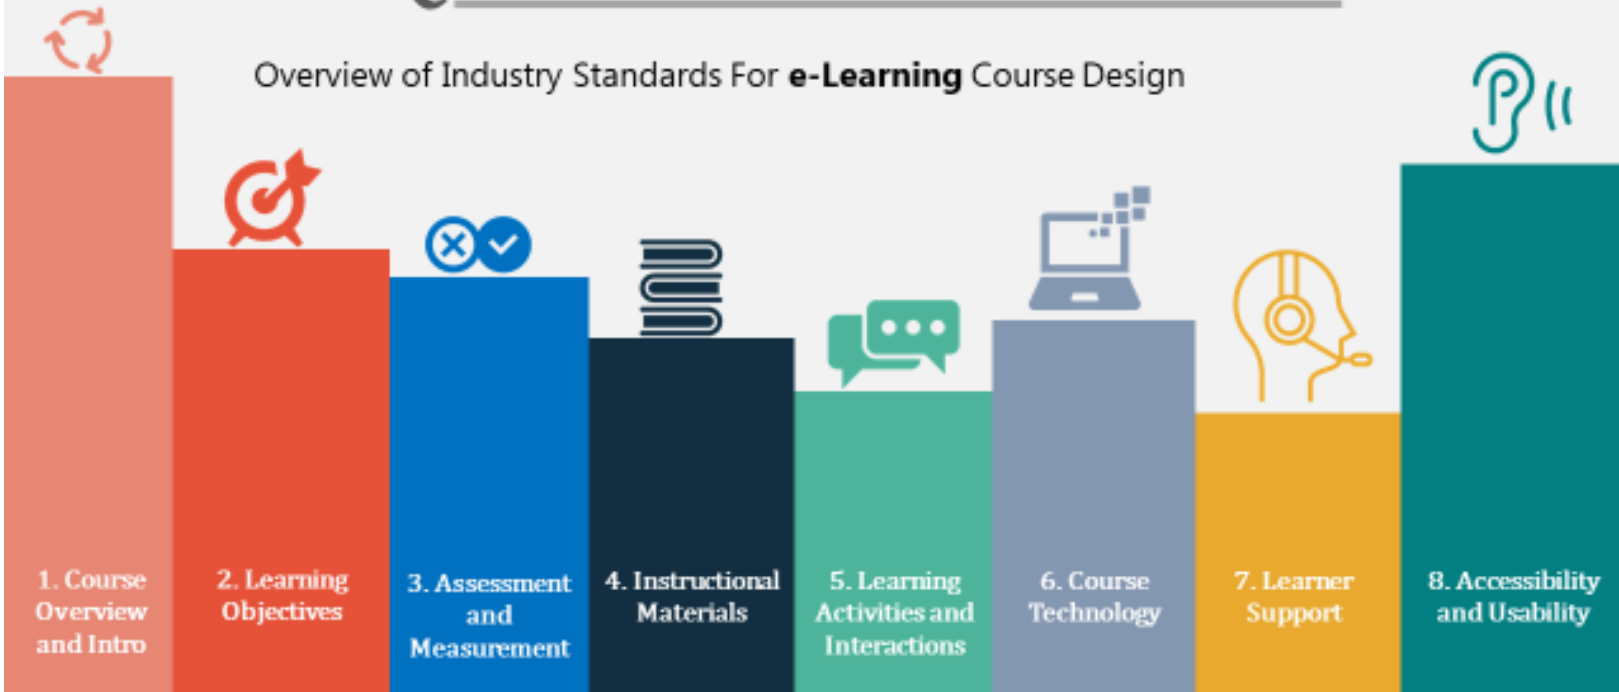 Overview of Industry Standards For e-Learning Course Design
1. Course
Overview
and Intro
2. Learning
Objectives
3. Assessment
and
Measurement
4. Instructional
Materials
5. Learning
Activities and
Interactions
6. Course
Technology
7. Learner
Support
8. Accessibility
and Usability